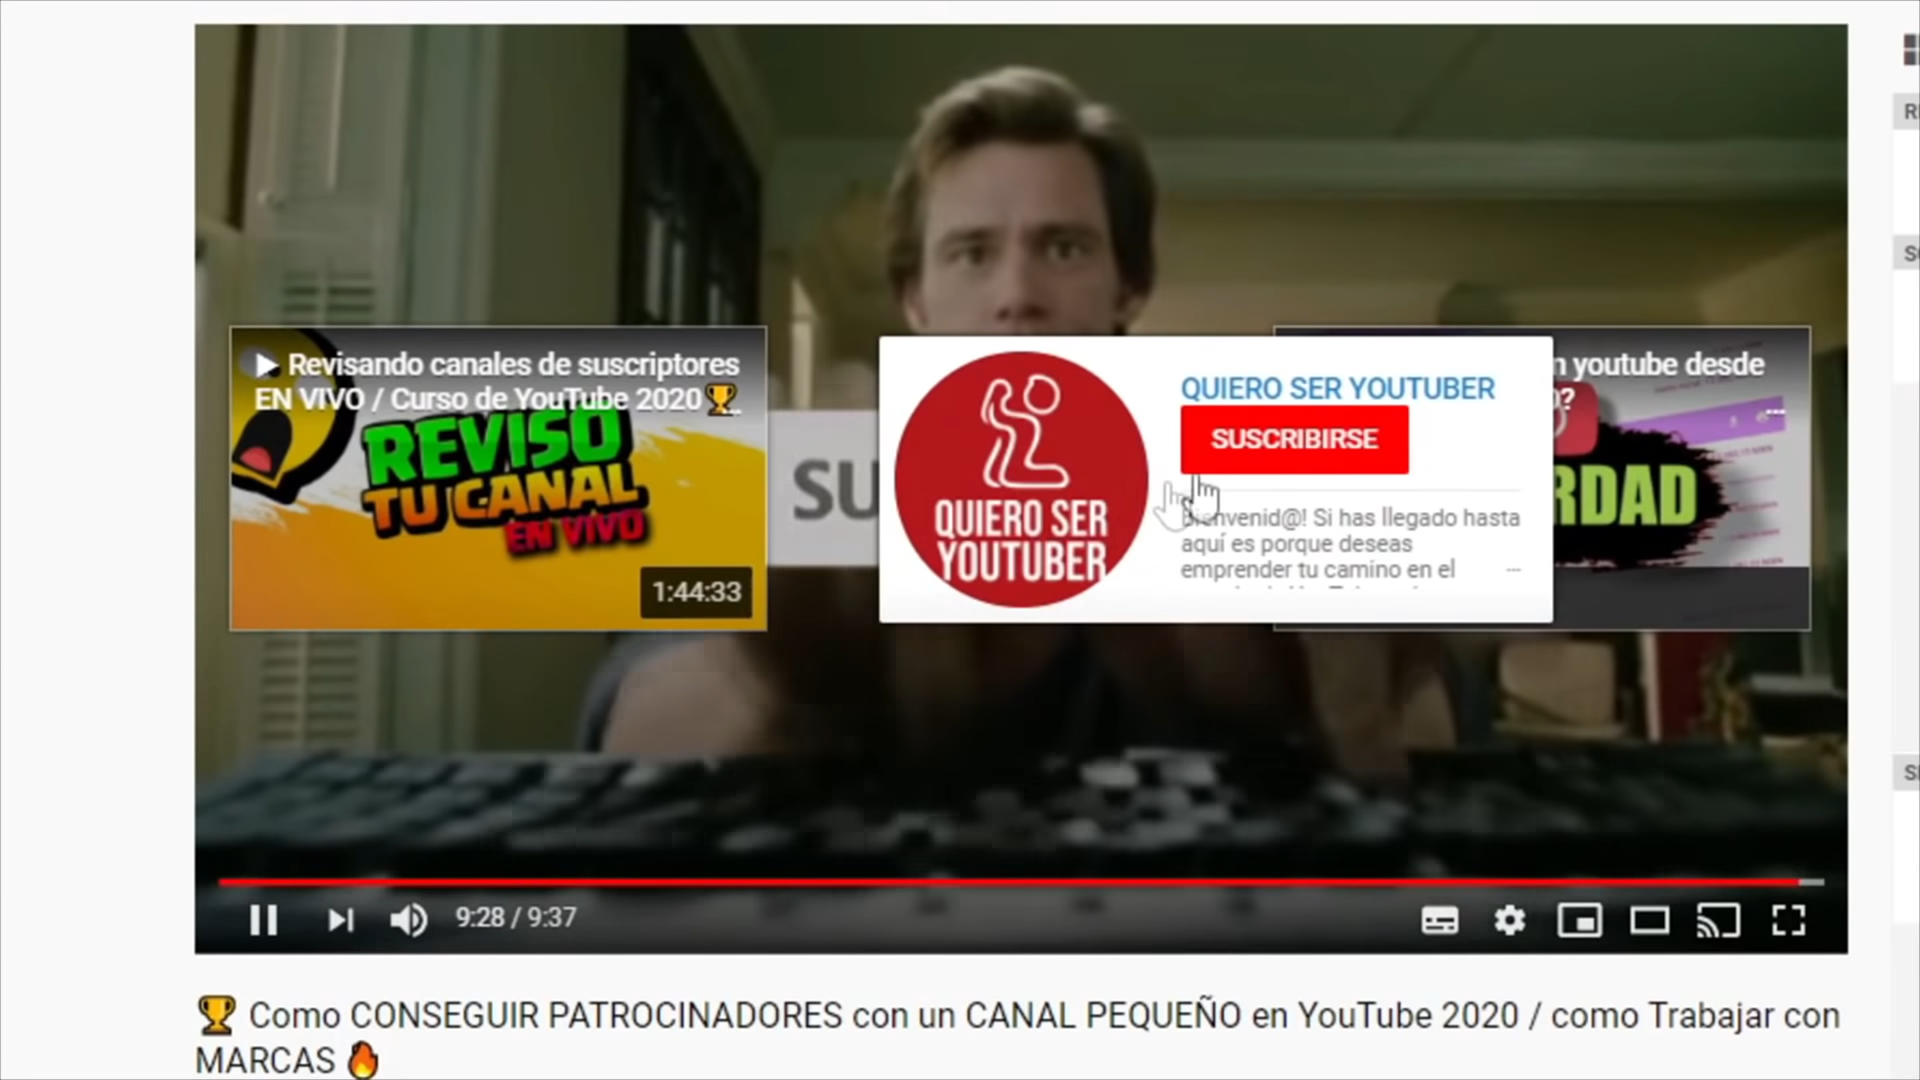 ▶ Revisando canales de suscriptores
EN VIVO / Curso de YouTube 2020🏆...
REVISO
TU CANAL
EN VIVO
1:44:33
SU
QUIERO SER
YOUTUBER
QUIERO SER YOUTUBER
SUSCRIBIRSE
Bienvenid@! Si has llegado hasta
aquí es porque deseas
emprender tu camino en el
...
n youtube desde
o?
...
RDAD
9:28 / 9:37
🏆 Como CONSEGUIR PATROCINADORES con un CANAL PEQUEÑO en YouTube 2020 / como Trabajar con
MARCAS 🔥